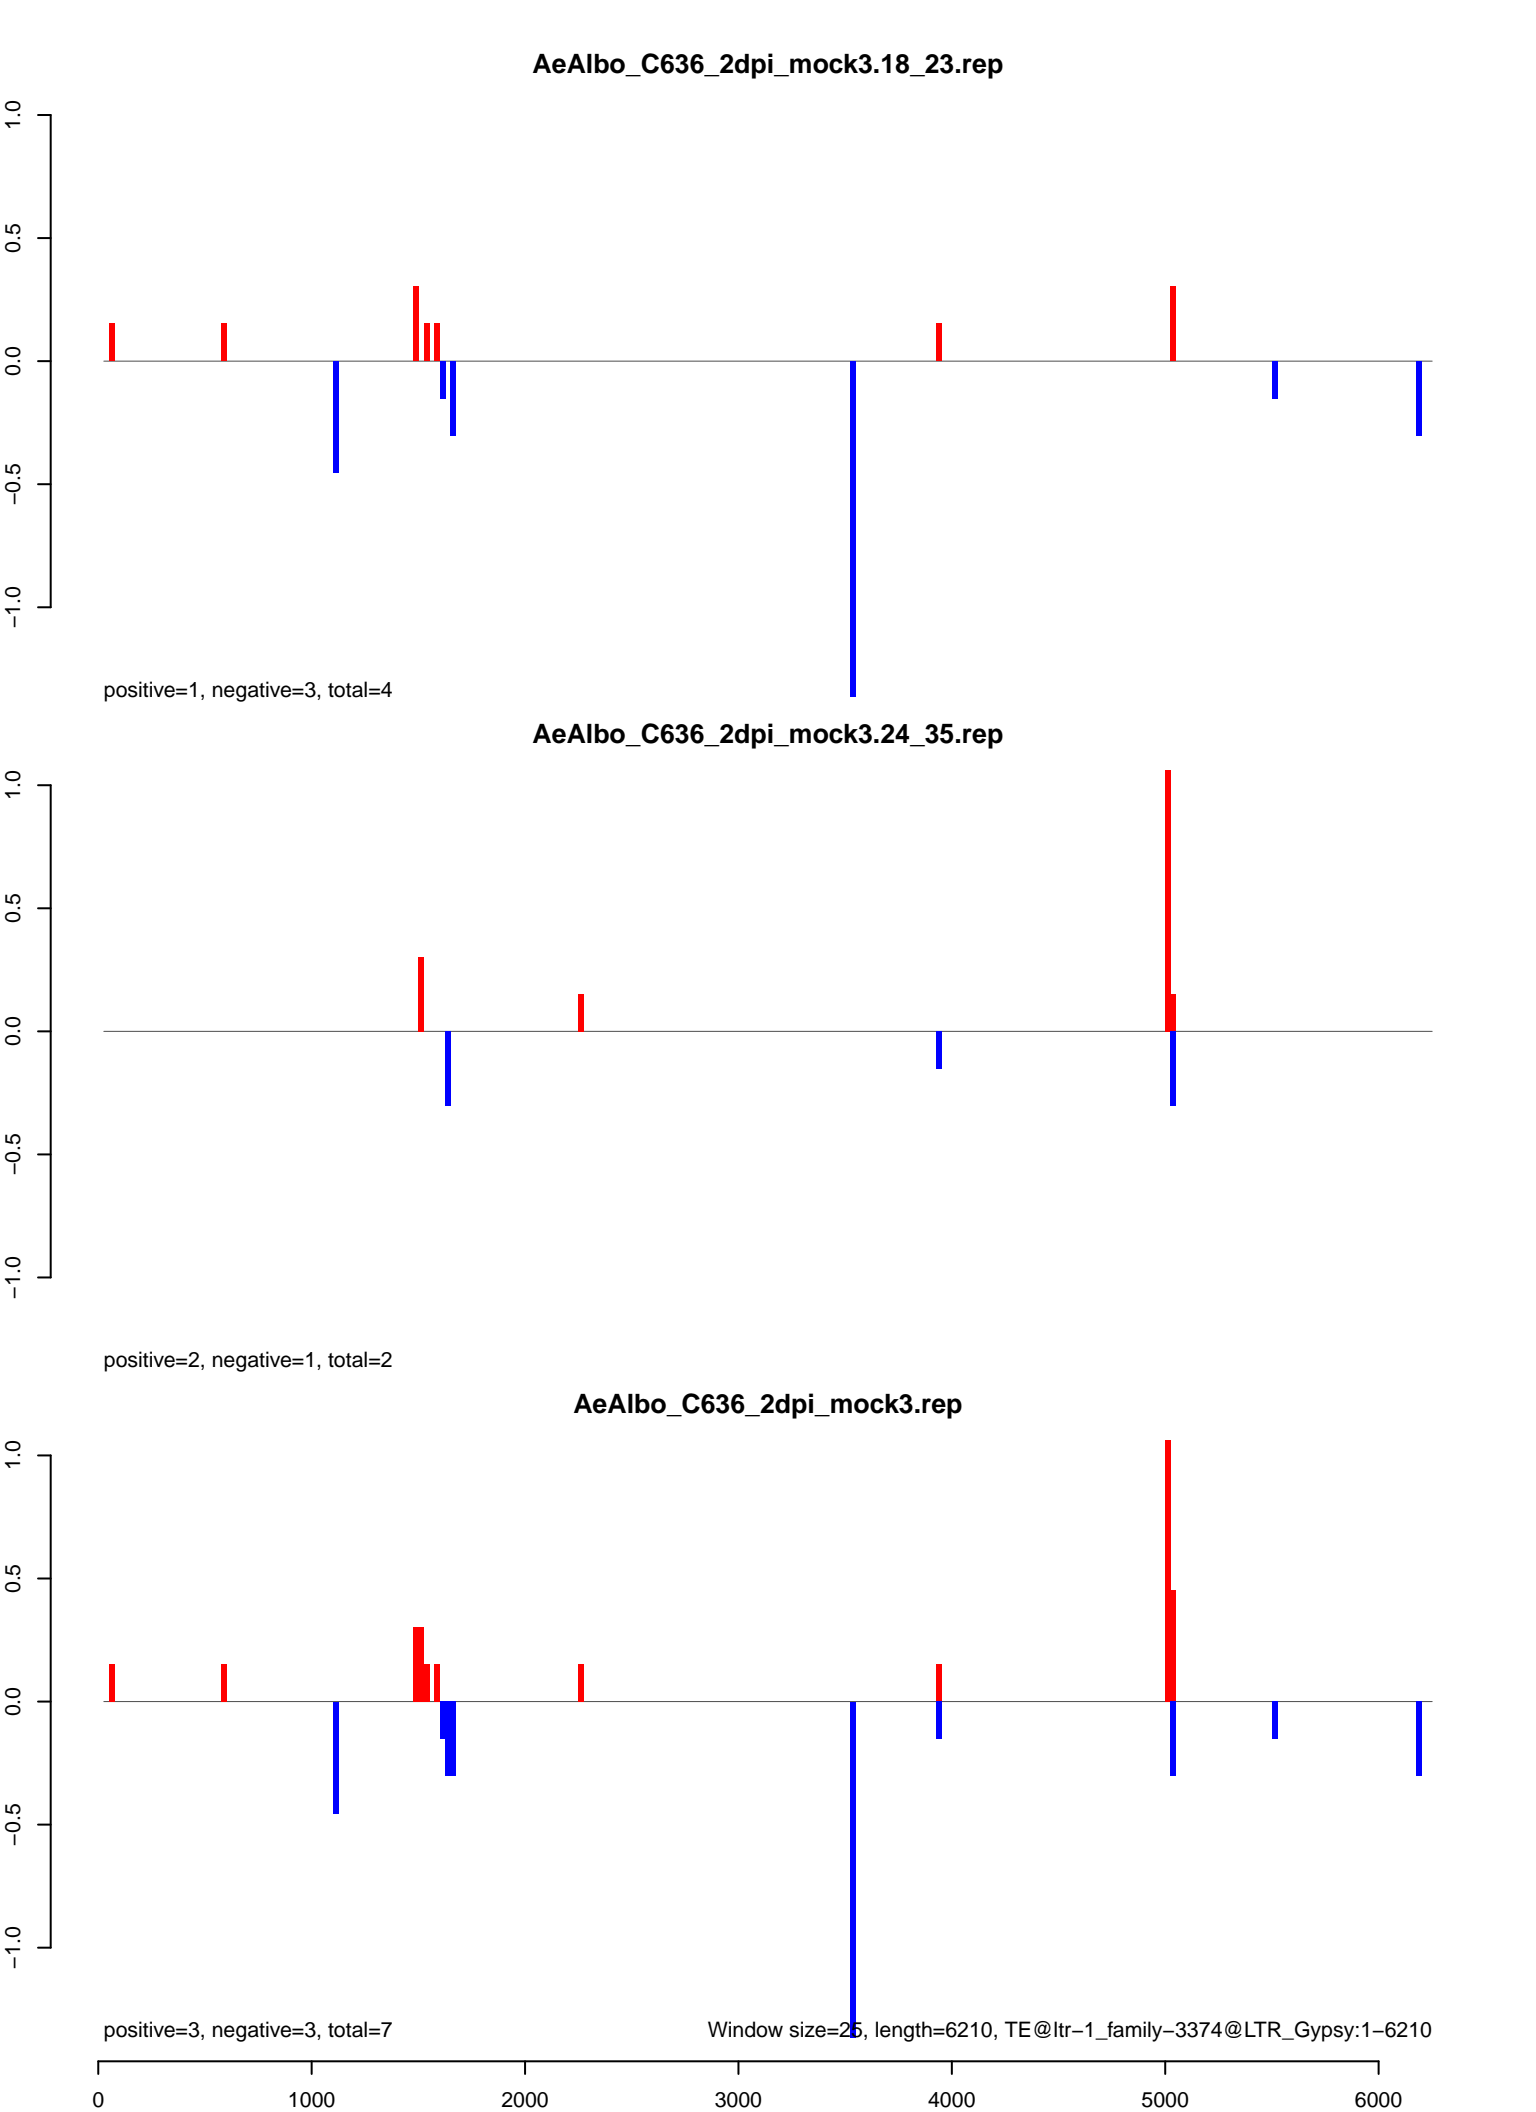 AeAlbo_C636_2dpi_mock3.18_23.rep
1.0
0.5
0.0
−0.5
−1.0
positive=1, negative=3, total=4
AeAlbo_C636_2dpi_mock3.24_35.rep
1.0
0.5
0.0
−0.5
−1.0
positive=2, negative=1, total=2
AeAlbo_C636_2dpi_mock3.rep
1.0
0.5
0.0
−0.5
−1.0
positive=3, negative=3, total=7
Window size=25, length=6210, TE@ltr−1_family−3374@LTR_Gypsy:1−6210
0 1000 2000 3000 4000 5000 6000